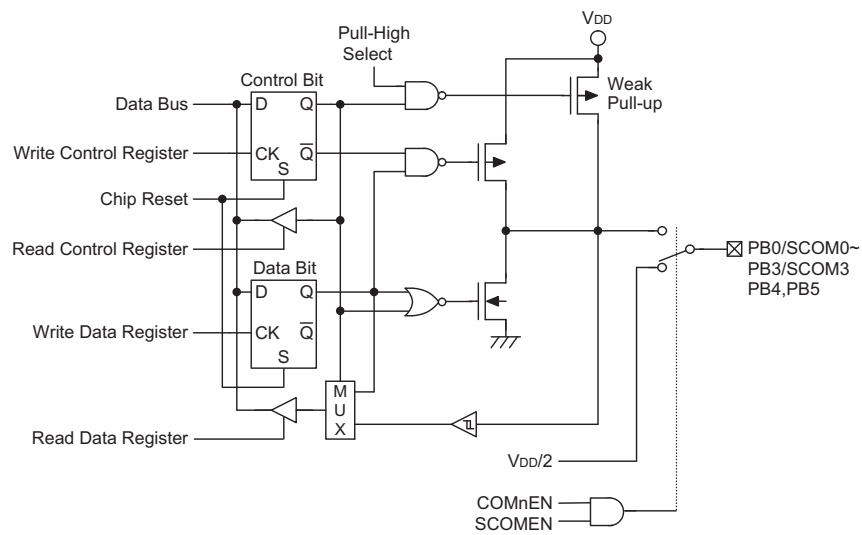 VDD
Pull-High
Select
Control Bit
Weak
Pull-up
Data Bus
D
Q
Write Control Register
CK
Q
S
Chip Reset
Read Control Register
PB0/SCOM0~
PB3/SCOM3
PB4,PB5
Data Bit
D
Q
Write Data Register
CK
Q
S
M
U
X
Read Data Register
VDD/2
COMnEN
SCOMEN